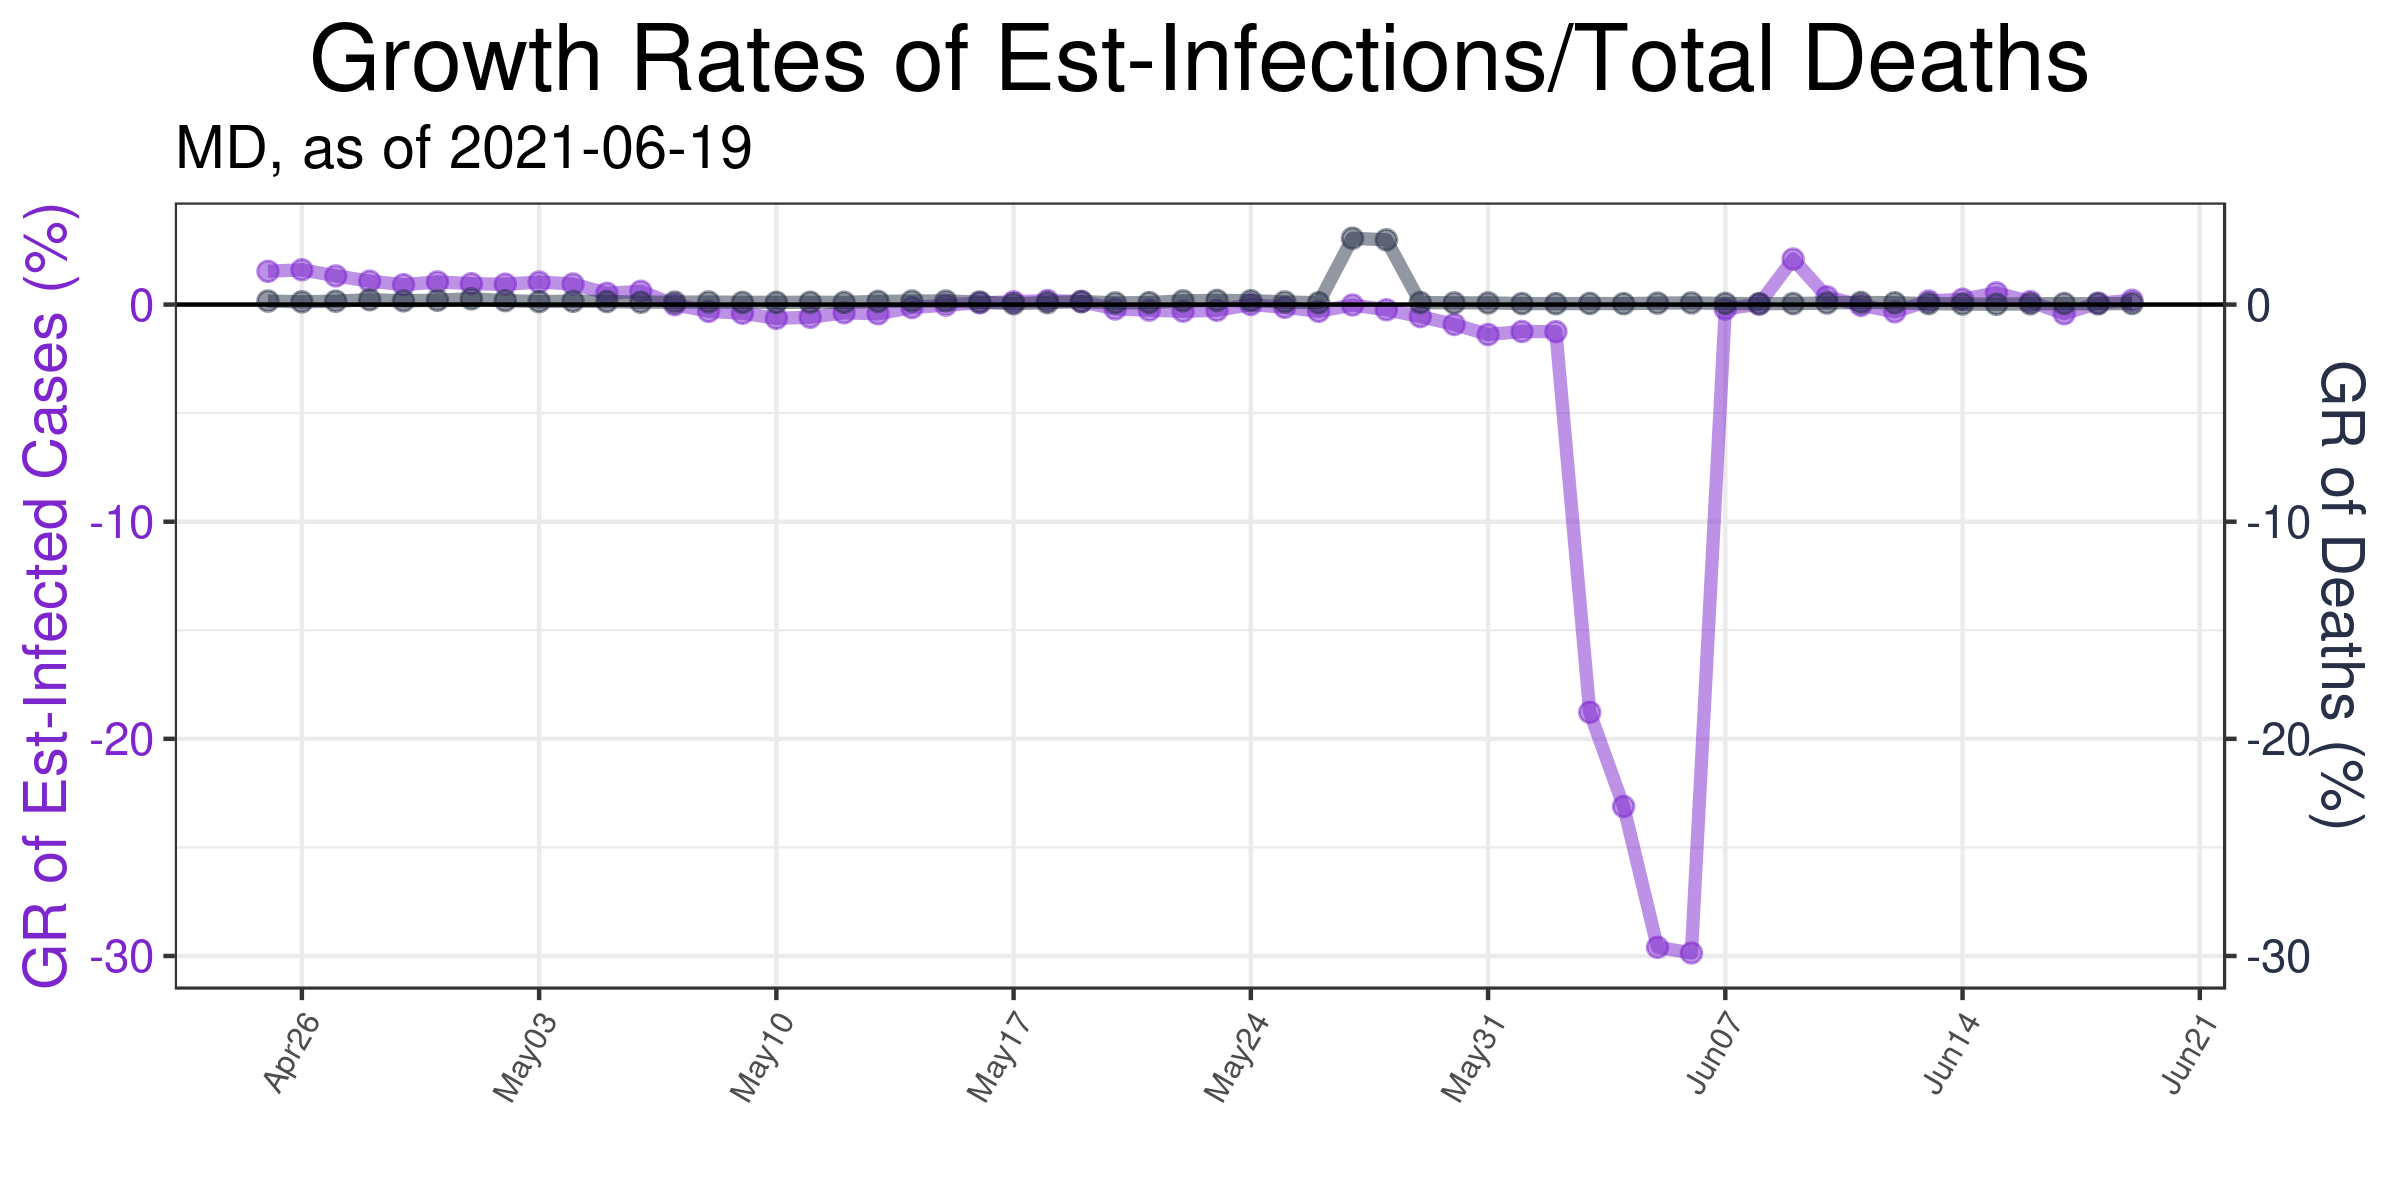 Growth Rates of Est-Infections/Total Deaths
MD, as of 2021-06-19
GR of Est-Infected Cases (%)
0
-10
-20
-30
0
-10
-20
-30
GR of Deaths (%)
Apr26
May03
May10
May17
May24
May31
Jun07
Jun14
Jun21